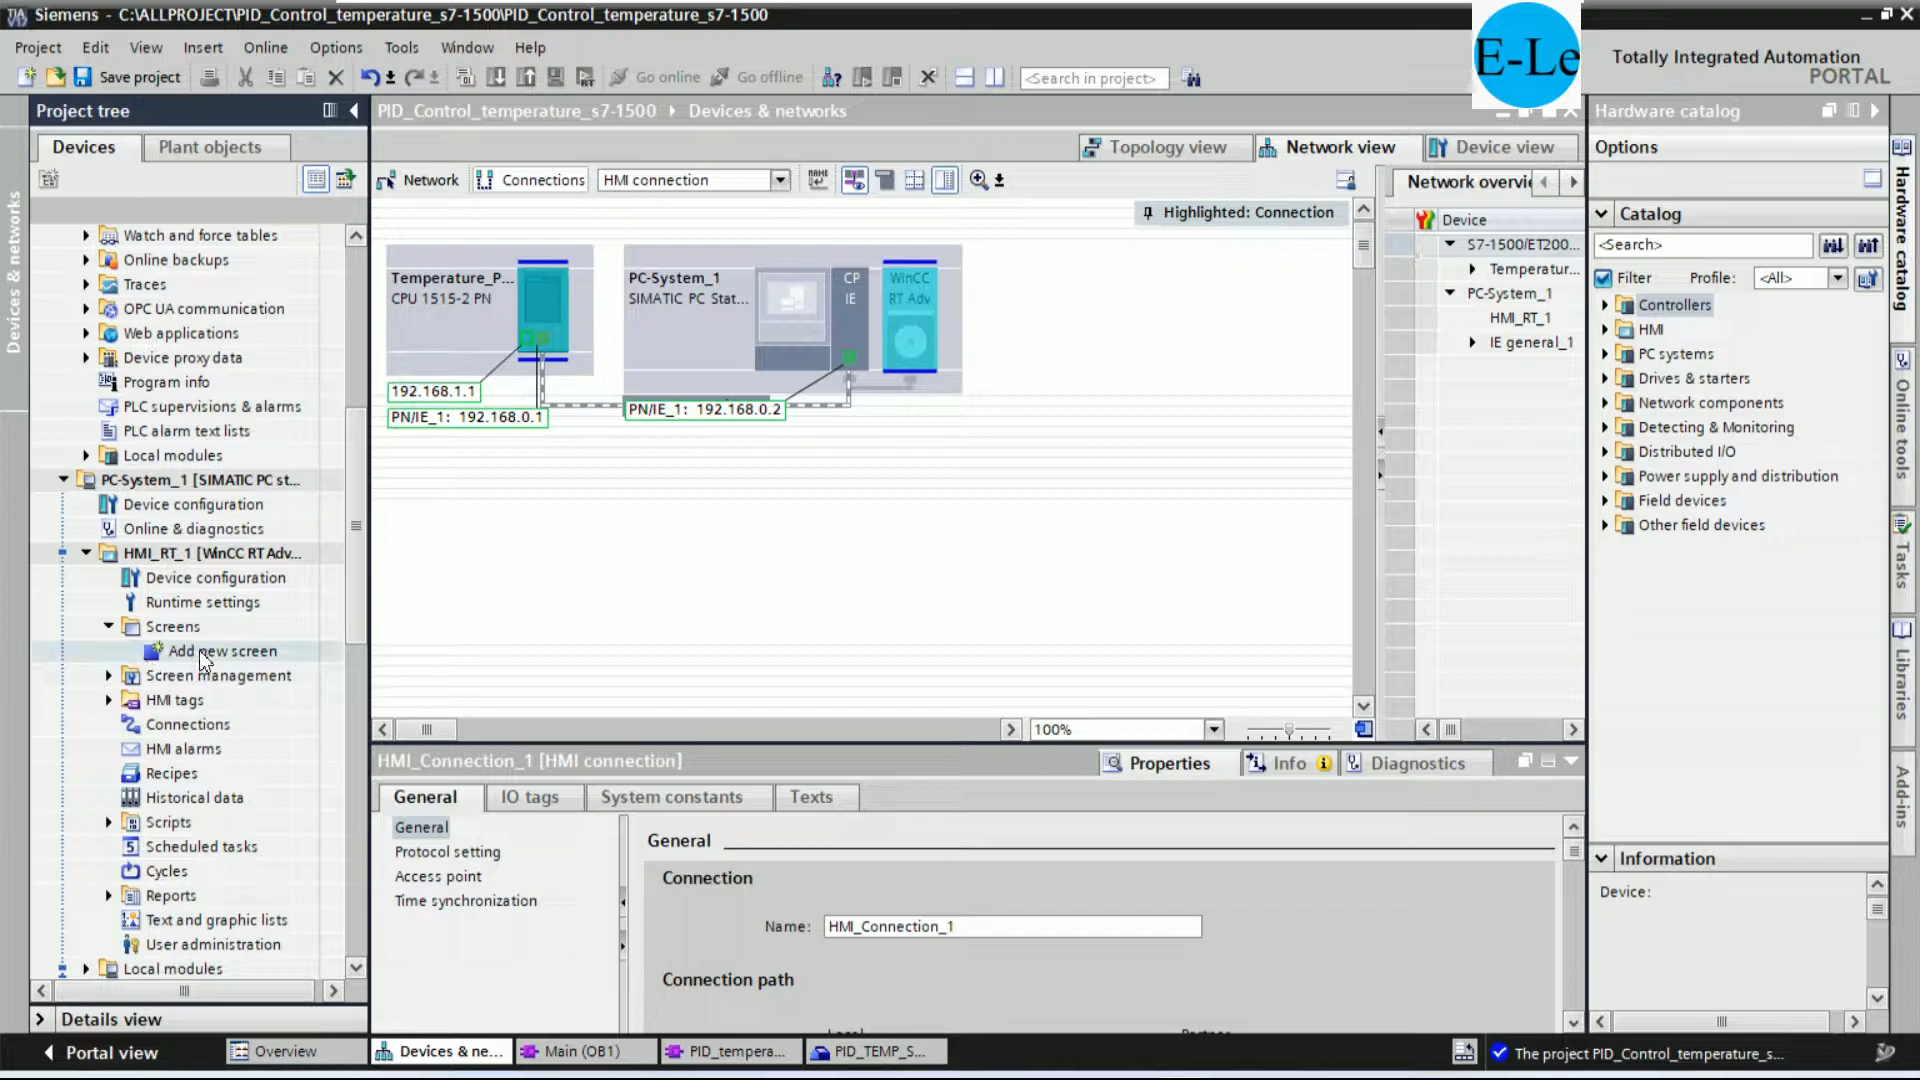 Siemens - C:\ALLPROJECT\PID_Control_temperature_s7-1500\PID_Control_temperature_s7-1500
Project Edit View Insert Online Options Tools Window Help
E-Le
Totally Integrated Automation
PORTAL
Save project
Go online
Go offline
<Search in project>
Project tree
PID_Control_temperature_s7-1500 Devices & networks
Hardware catalog
Devices
Plant objects
Topology view
Network view
Device view
Options
Network
Connections
HMI connection
NAME
Network overvi
Highlighted: Connection
Device
Catalog
<Search>
Filter
Profile:
<All>
Devices & networks
Watch and force tables
Online backups
Traces
OPC UA communication
Web applications
Device proxy data
Program info
PLC supervisions & alarms
PLC alarm text lists
Local modules
PC-System_1 [SIMATIC PC st...
Device configuration
Online & diagnostics
HMI_RT_1 [WinCC RT Adv...
Device configuration
Runtime settings
Screens
Add new screen
Screen management
HMI tags
Connections
HMI alarms
Recipes
Historical data
Scripts
Scheduled tasks
Cycles
Reports
Text and graphic lists
User administration
Local modules
Temperature_P...
CPU 1515-2 PN
PC-System_1
SIMATIC PC Stat...
CP
IE
WinCC
RT Adv
192.168.1.1
PN/IE_1: 192.168.0.1
PN/IE_1: 192.168.0.2
S7-1500/ET200...
Temperatur...
PC-System_1
HMI_RT_1
IE general_1
Controllers
HMI
PC systems
Drives & starters
Network components
Detecting & Monitoring
Distributed I/O
Power supply and distribution
Field devices
Other field devices
Hardware catalog
Online tools
Tasks
Libraries
Add-ins
100%
HMI_Connection_1 [HMI connection]
Properties
Info
Diagnostics
General
IO tags
System constants
Texts
General
Protocol setting
Access point
Time synchronization
General
Connection
Name: HMI_Connection_1
Connection path
Information
Device:
Details view
Portal view
Overview
Devices & ne...
Main (OB1)
PID_tempera...
PID_TEMP_S...
The project PID_Control_temperature_s...